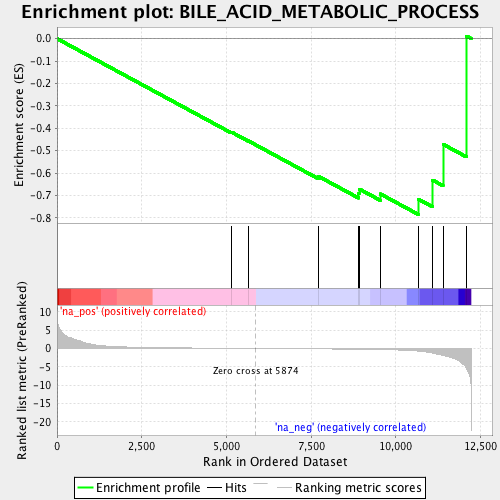 Enrichment plot: BILE_ACID_METABOLIC_PROCESS
Enrichment score (ES)
0.0
-0.1
-0.2
-0.3
-0.4
-0.5
-0.6
-0.7
-0.8
'na_pos' (positively correlated)
Ranked list metric (PreRanked)
10
5
0
-5
-10
-15
-20
Zero cross at 5874
'na_neg' (negatively correlated)
0
2,500
5,000
7,500
10,000
12,500
Rank in Ordered Dataset
Enrichment profile
Hits
Ranking metric scores